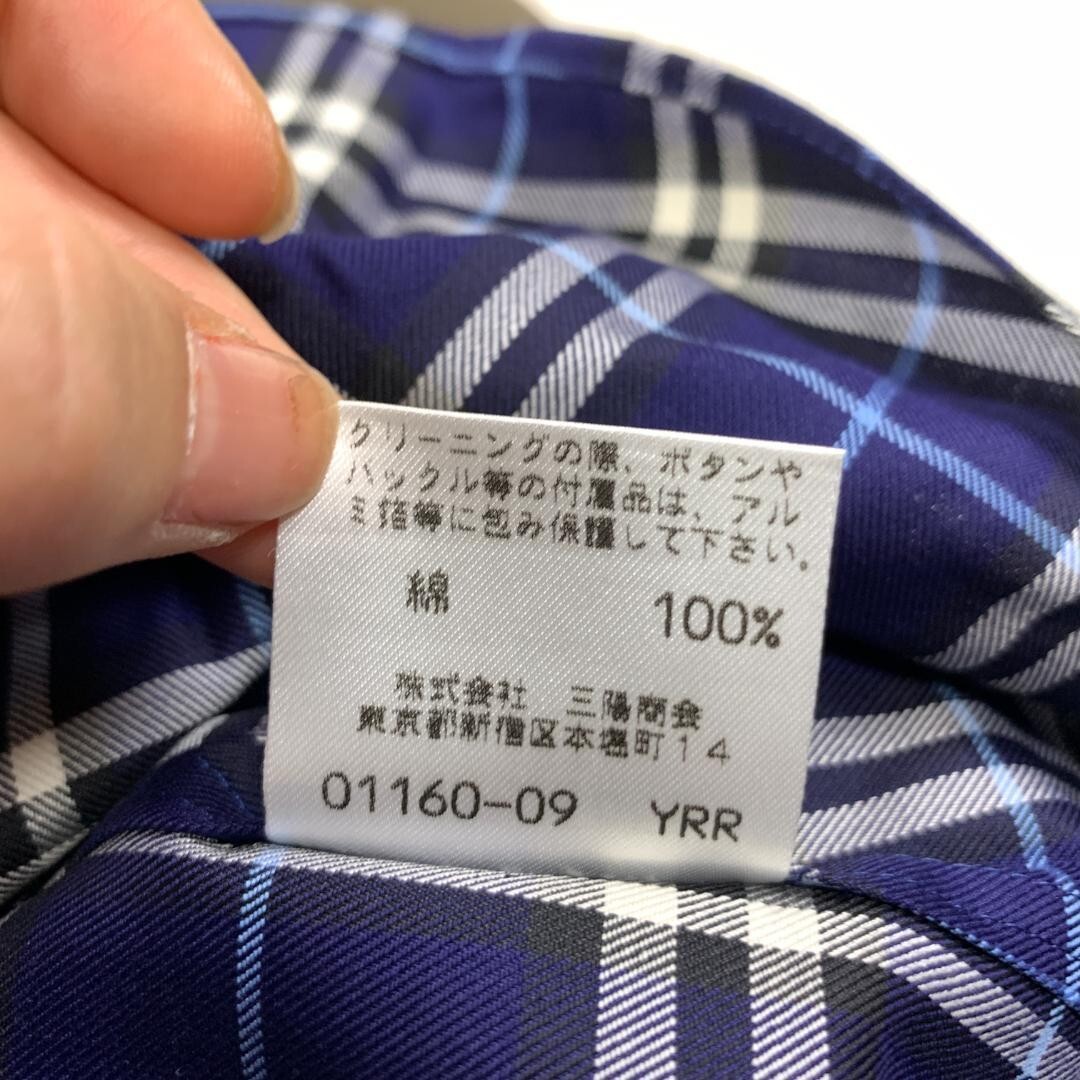 クリーニングの際、ボタンや
バックル等の付属品は、アル
ミ箔等に包み保護して下さい。
綿 100%
株式会社 三陽商会
東京都新宿区本塩町14
01160-09 YRR